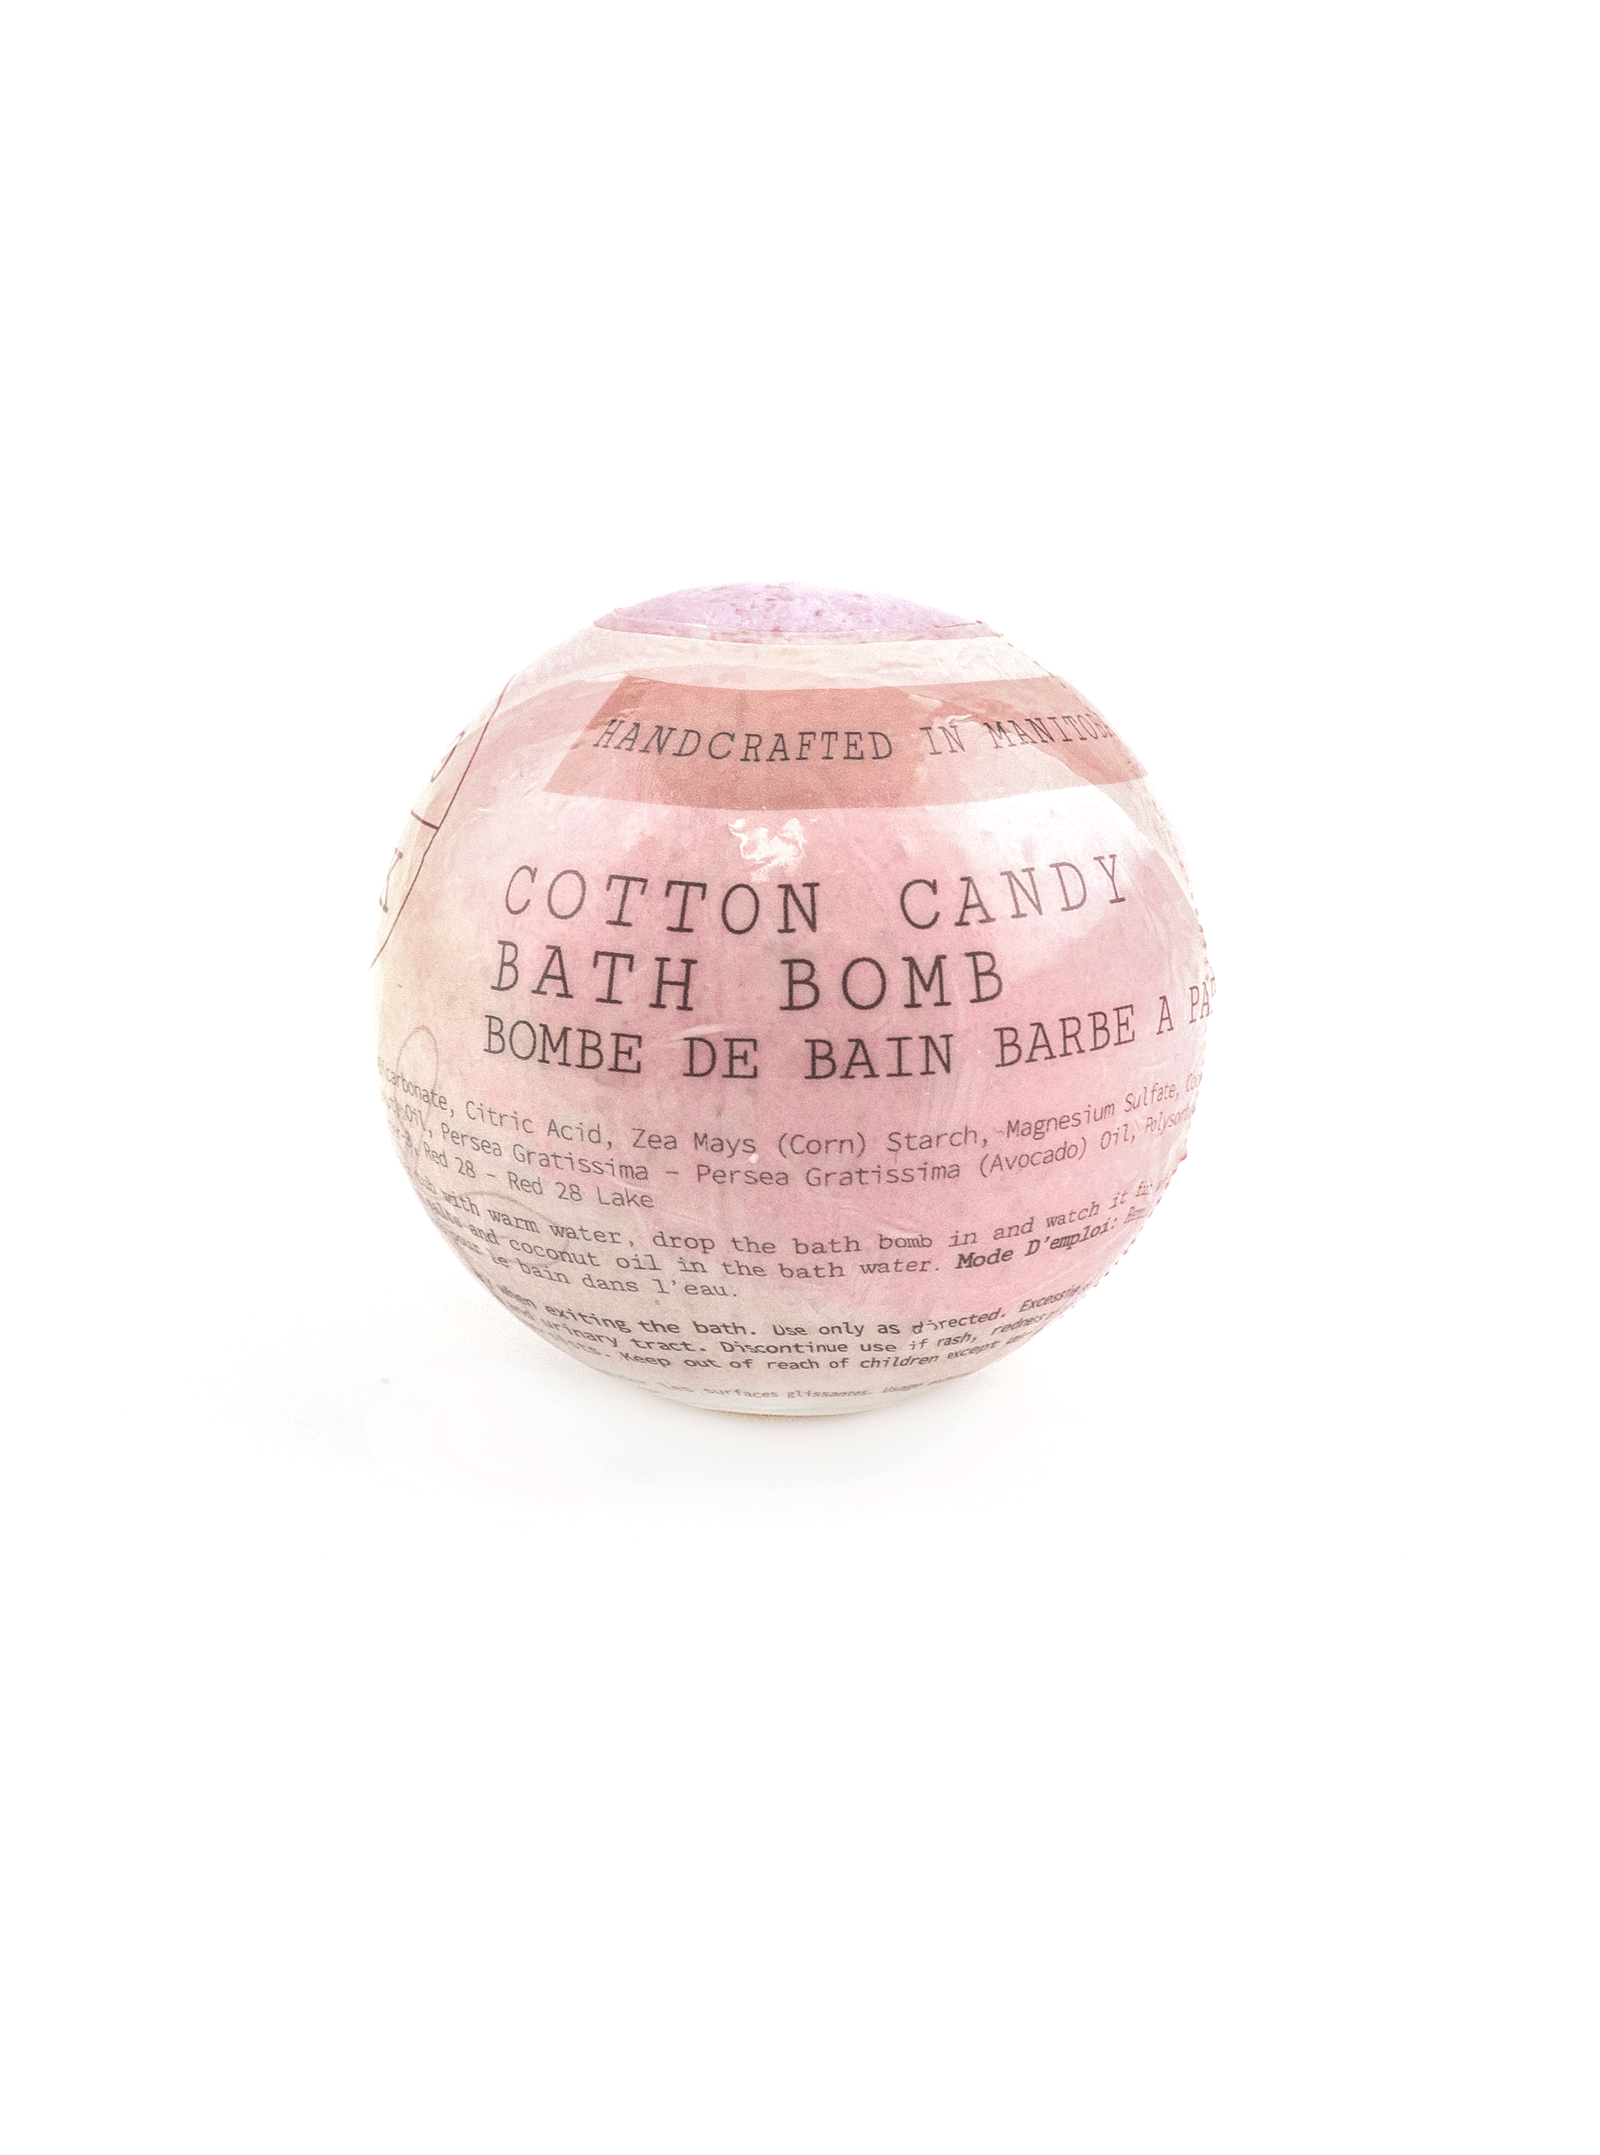 HANDCRAFTED IN MANITOBA
COTTON CANDY
BATH BOMB
BOMBE DE BAIN BARBE A
carbonate, Citric Acid, Zea Mays (Corn) Starch, Magnesium Sulfate,
Oil, Persea Gratissima - Persea Gratissima (Avocado) Oil,
Red 28 - Red 28 Lake
with warm water, drop the bath bomb in and watch it
and coconut oil in the bath water. Mode D'emploi:
le bain dans l'eau.
when exiting the bath. Use only as directed.
urinary tract. Discontinue use if rash, redness
Keep out of reach of children except
surfaces glissantes.